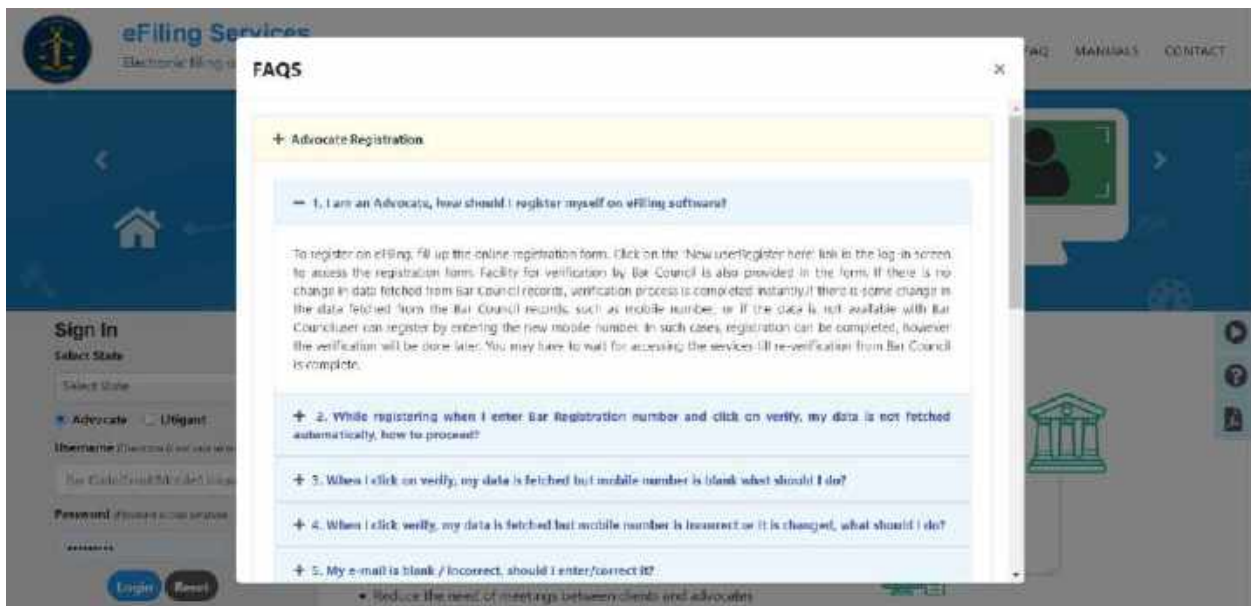 eFiling Services
Electronic filing o
FAQ MANUALS CONTACT
FAQS
×
+ Advocate Registration
− 1. I am an Advocate, how should I register myself on eFiling software?
To register on eFiling, fill up the online registration form. Click on the 'New userRegister here' link in the log-in screen
to access the registration form. Facility for verification by Bar Council is also provided in the form. If there is no
change in data fetched from Bar Council records, verification process is completed instantly.If there is some change in
the data fetched from the Bar Council records, such as mobile number, or if the data is not available with Bar
Counciluser can register by entering the new mobile number. In such cases, registration can be completed, however
the verification will be done later. You may have to wait for accessing the services till re-verification from Bar Council
is complete.
+ 2. While registering when I enter Bar Registration number and click on verify, my data is not fetched
automatically, how to proceed?
+ 3. When I click on verify, my data is fetched but mobile number is blank what should I do?
+ 4. When I click verify, my data is fetched but mobile number is incorrect or it is changed, what should I do?
+ 5. My e-mail is blank / incorrect, should I enter/correct it?
Sign In
Select State
Select State
Advocate Litigant
Username
Password
Login Reset
• Reduce the need of meetings between clients and advocates